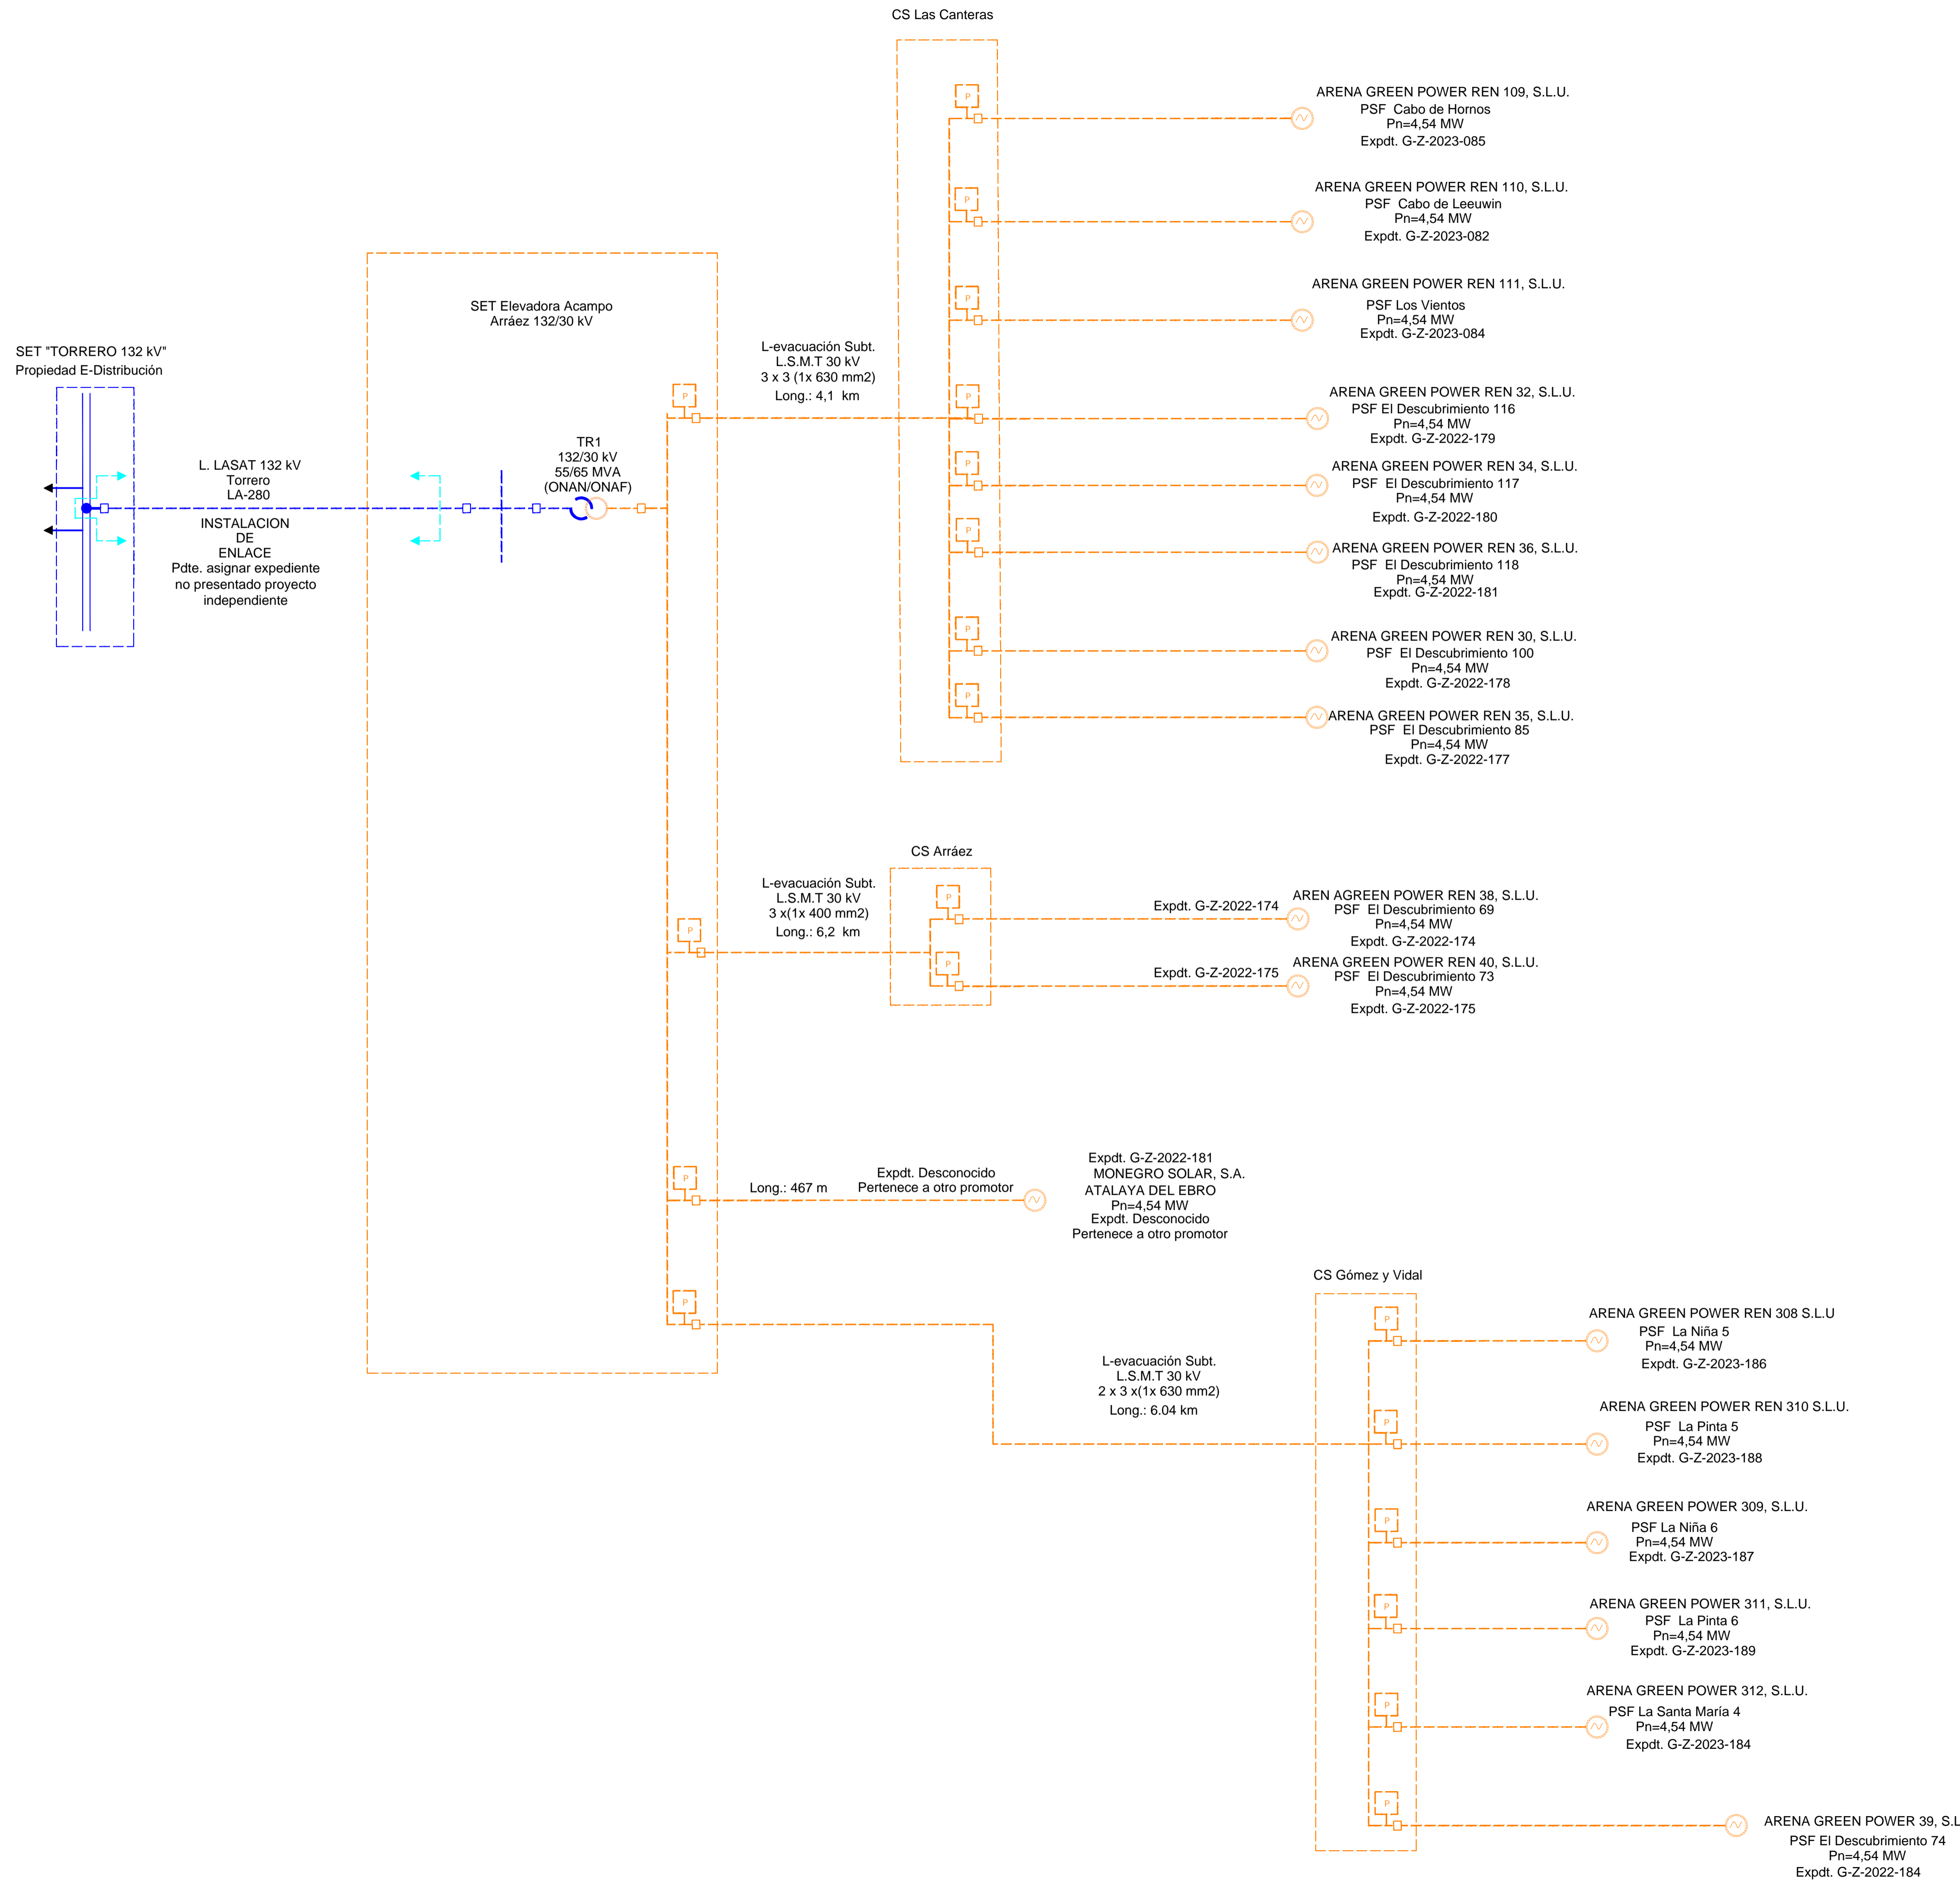 CS Las Canteras
ARENA GREEN POWER REN 109, S.L.U.
PSF Cabo de Hornos
Pn=4,54 MW
Expdt. G-Z-2023-085
P
ARENA GREEN POWER REN 110, S.L.U.
PSF Cabo de Leeuwin
Pn=4,54 MW
Expdt. G-Z-2023-082
P
ARENA GREEN POWER REN 111, S.L.U.
PSF Los Vientos
Pn=4,54 MW
Expdt. G-Z-2023-084
P
SET Elevadora Acampo
Arráez 132/30 kV
SET "TORRERO 132 kV"
Propiedad E-Distribución
L-evacuación Subt.
L.S.M.T 30 kV
3 x 3 (1x 630 mm2)
Long.: 4,1 km
P
P
ARENA GREEN POWER REN 32, S.L.U.
PSF El Descubrimiento 116
Pn=4,54 MW
Expdt. G-Z-2022-179
L. LASAT 132 kV
Torrero
LA-280
INSTALACION
DE
ENLACE
Pdte. asignar expediente
no presentado proyecto
independiente
TR1
132/30 kV
55/65 MVA
(ONAN/ONAF)
P
ARENA GREEN POWER REN 34, S.L.U.
PSF El Descubrimiento 117
Pn=4,54 MW
Expdt. G-Z-2022-180
P
ARENA GREEN POWER REN 36, S.L.U.
PSF El Descubrimiento 118
Pn=4,54 MW
Expdt. G-Z-2022-181
P
ARENA GREEN POWER REN 30, S.L.U.
PSF El Descubrimiento 100
Pn=4,54 MW
Expdt. G-Z-2022-178
P
ARENA GREEN POWER REN 35, S.L.U.
PSF El Descubrimiento 85
Pn=4,54 MW
Expdt. G-Z-2022-177
CS Arráez
L-evacuación Subt.
L.S.M.T 30 kV
3 x(1x 400 mm2)
Long.: 6,2 km
P
P
Expdt. G-Z-2022-174
AREN AGREEN POWER REN 38, S.L.U.
PSF El Descubrimiento 69
Pn=4,54 MW
Expdt. G-Z-2022-174
P
Expdt. G-Z-2022-175
ARENA GREEN POWER REN 40, S.L.U.
PSF El Descubrimiento 73
Pn=4,54 MW
Expdt. G-Z-2022-175
P
Long.: 467 m
Expdt. Desconocido
Pertenece a otro promotor
Expdt. G-Z-2022-181
MONEGRO SOLAR, S.A.
ATALAYA DEL EBRO
Pn=4,54 MW
Expdt. Desconocido
Pertenece a otro promotor
P
CS Gómez y Vidal
L-evacuación Subt.
L.S.M.T 30 kV
2 x 3 x(1x 630 mm2)
Long.: 6.04 km
P
ARENA GREEN POWER REN 308 S.L.U
PSF La Niña 5
Pn=4,54 MW
Expdt. G-Z-2023-186
P
ARENA GREEN POWER REN 310 S.L.U.
PSF La Pinta 5
Pn=4,54 MW
Expdt. G-Z-2023-188
P
ARENA GREEN POWER 309, S.L.U.
PSF La Niña 6
Pn=4,54 MW
Expdt. G-Z-2023-187
P
ARENA GREEN POWER 311, S.L.U.
PSF La Pinta 6
Pn=4,54 MW
Expdt. G-Z-2023-189
P
ARENA GREEN POWER 312, S.L.U.
PSF La Santa María 4
Pn=4,54 MW
Expdt. G-Z-2023-184
P
ARENA GREEN POWER 39, S.L
PSF El Descubrimiento 74
Pn=4,54 MW
Expdt. G-Z-2022-184